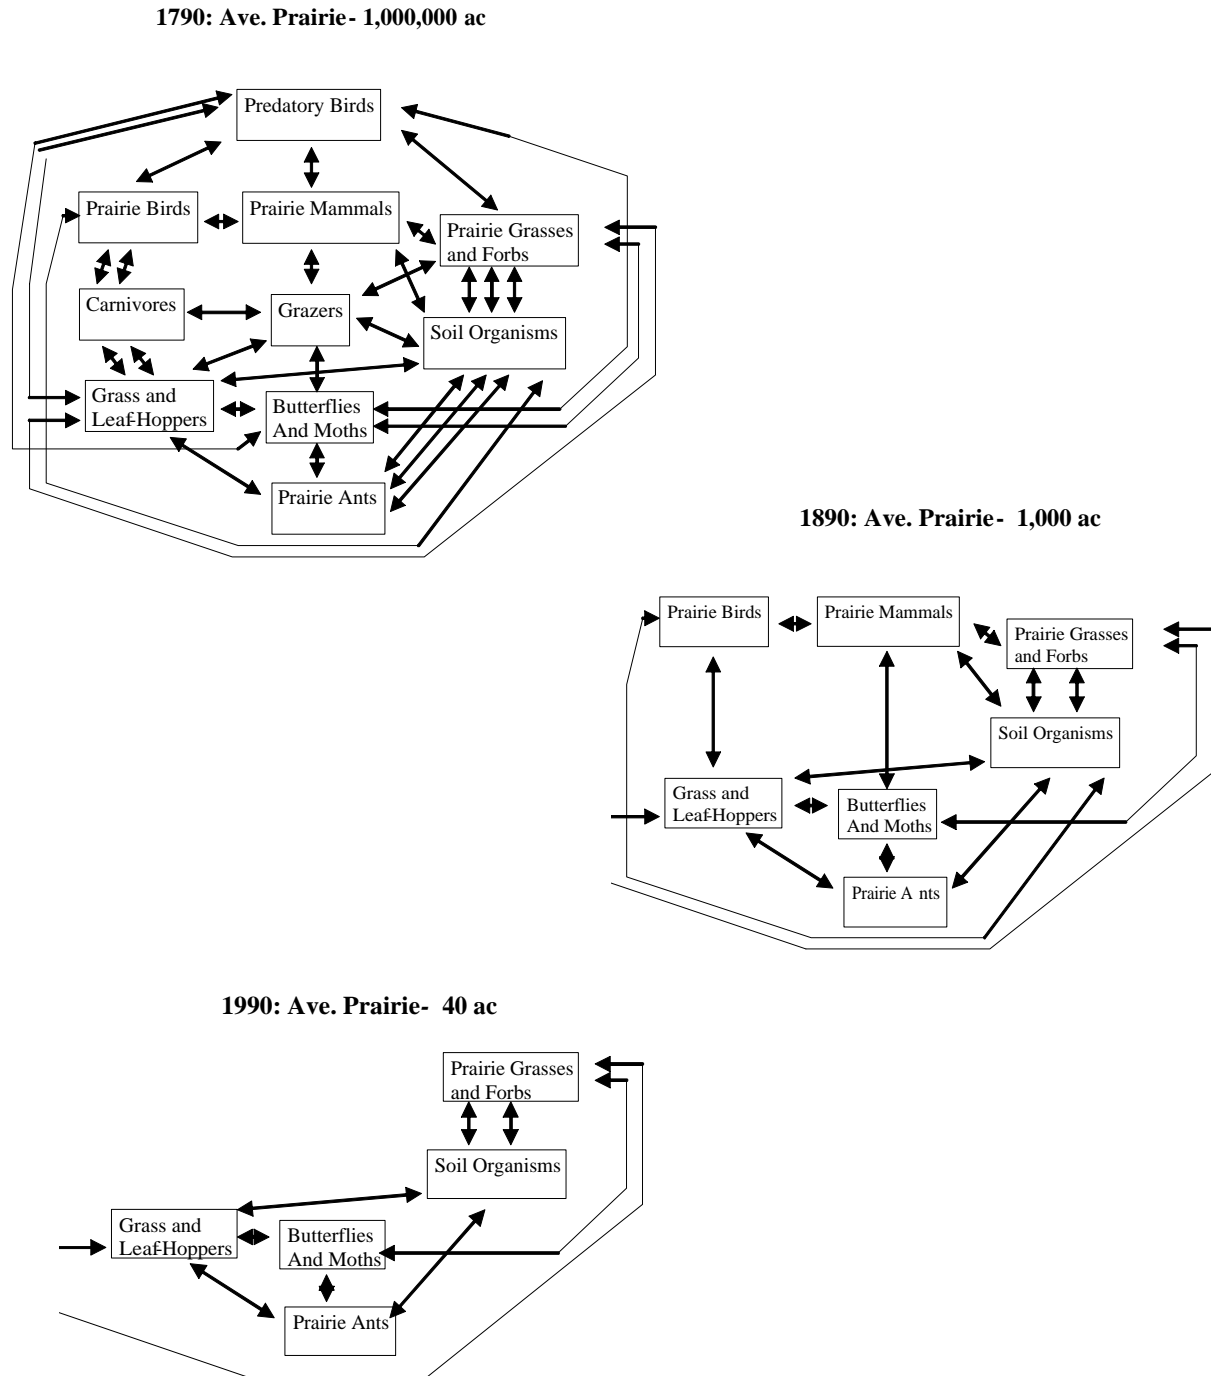 1790: Ave. Prairie- 1,000,000 ac
Predatory Birds
Prairie Birds
Prairie Mammals
Prairie Grasses
and Forbs
Carnivores
Grazers
Soil Organisms
Grass and
Leaf-Hoppers
Butterflies
And Moths
Prairie Ants
1890: Ave. Prairie- 1,000 ac
Prairie Birds
Prairie Mammals
Prairie Grasses
and Forbs
Soil Organisms
Grass and
Leaf-Hoppers
Butterflies
And Moths
Prairie A nts
1990: Ave. Prairie- 40 ac
Prairie Grasses
and Forbs
Soil Organisms
Grass and
Leaf-Hoppers
Butterflies
And Moths
Prairie Ants